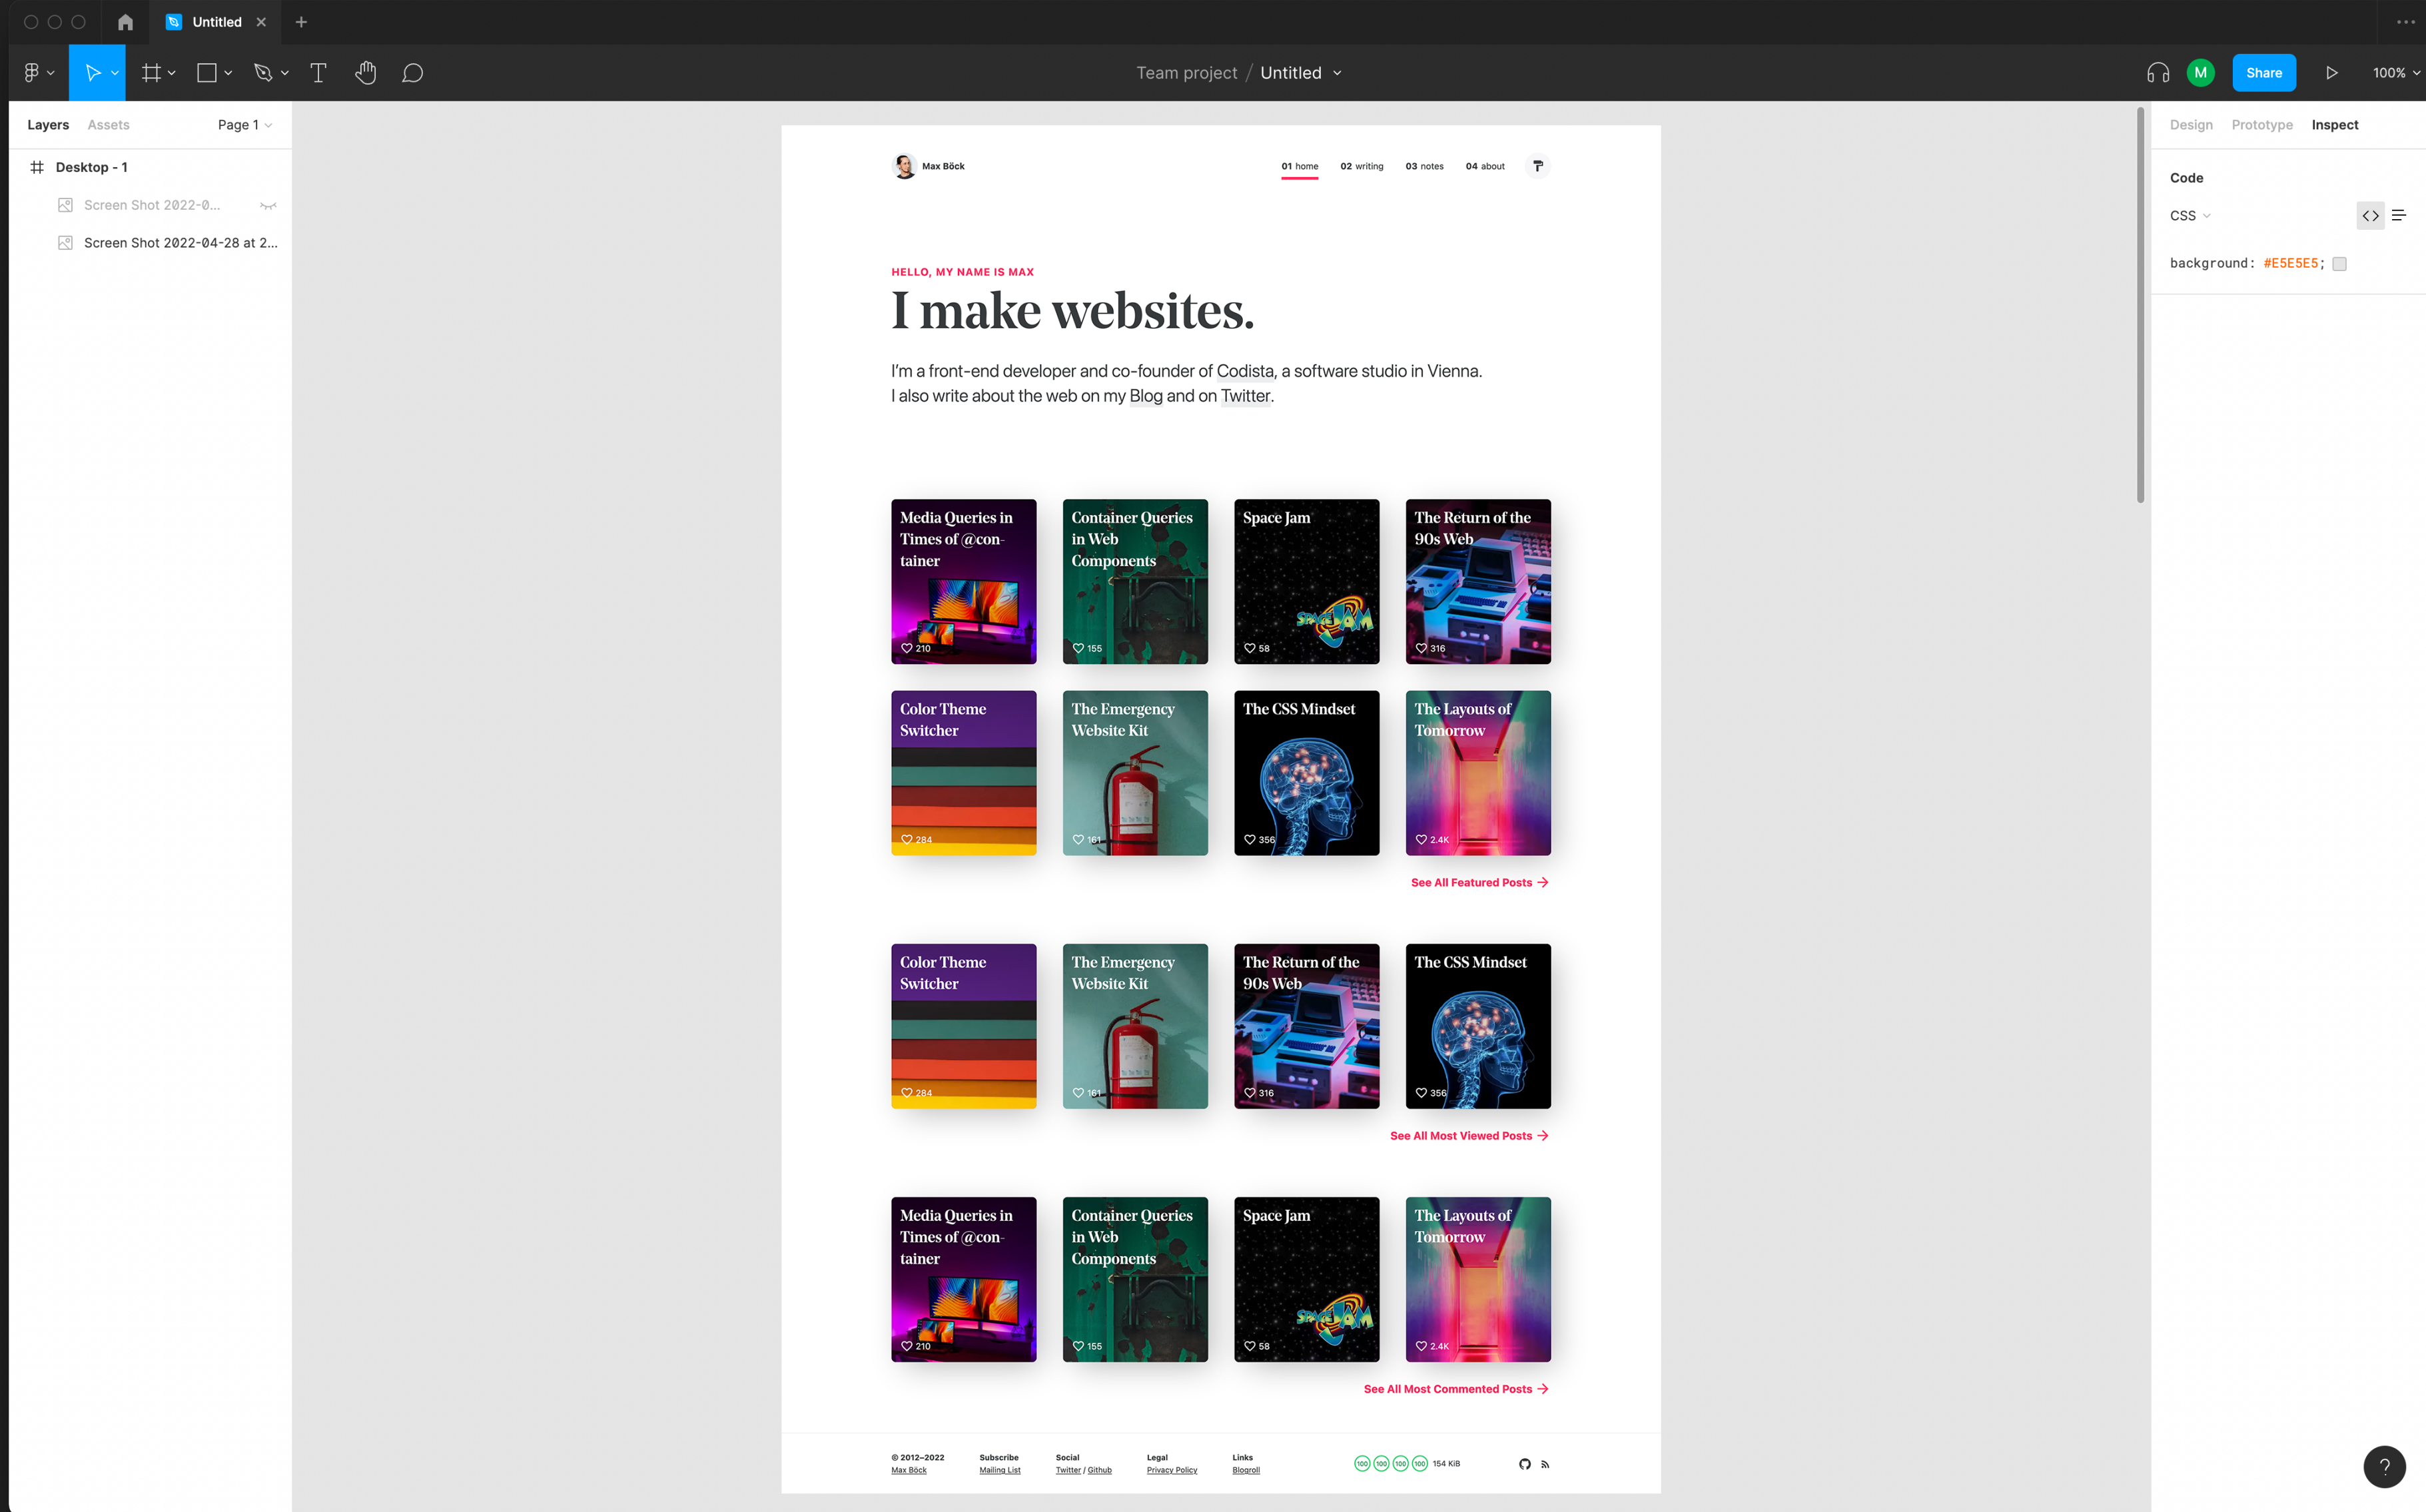 Untitled
Team project / Untitled
M
Share
100%
Layers
Assets
Page 1
Desktop - 1
Screen Shot 2022-0...
Screen Shot 2022-04-28 at 2...
Design
Prototype
Inspect
Code
CSS
background: #E5E5E5;
Max Böck
01 home
02 writing
03 notes
04 about
HELLO, MY NAME IS MAX
I make websites.
I'm a front-end developer and co-founder of Codista, a software studio in Vienna.
I also write about the web on my Blog and on Twitter.
Media Queries in
Times of @con-
tainer
210
Container Queries
in Web
Components
155
Space Jam
SPACE JAM
58
The Return of the
90s Web
316
Color Theme
Switcher
284
The Emergency
Website Kit
161
The CSS Mindset
356
The Layouts of
Tomorrow
2.4K
See All Featured Posts
Color Theme
Switcher
284
The Emergency
Website Kit
161
The Return of the
90s Web
316
The CSS Mindset
356
See All Most Viewed Posts
Media Queries in
Times of @con-
tainer
210
Container Queries
in Web
Components
155
Space Jam
SPACE JAM
58
The Layouts of
Tomorrow
2.4K
See All Most Commented Posts
© 2012–2022
Max Böck
Subscribe
Mailing List
Social
Twitter / Github
Legal
Privacy Policy
Links
Blogroll
100 100 100 100 154 KiB
?